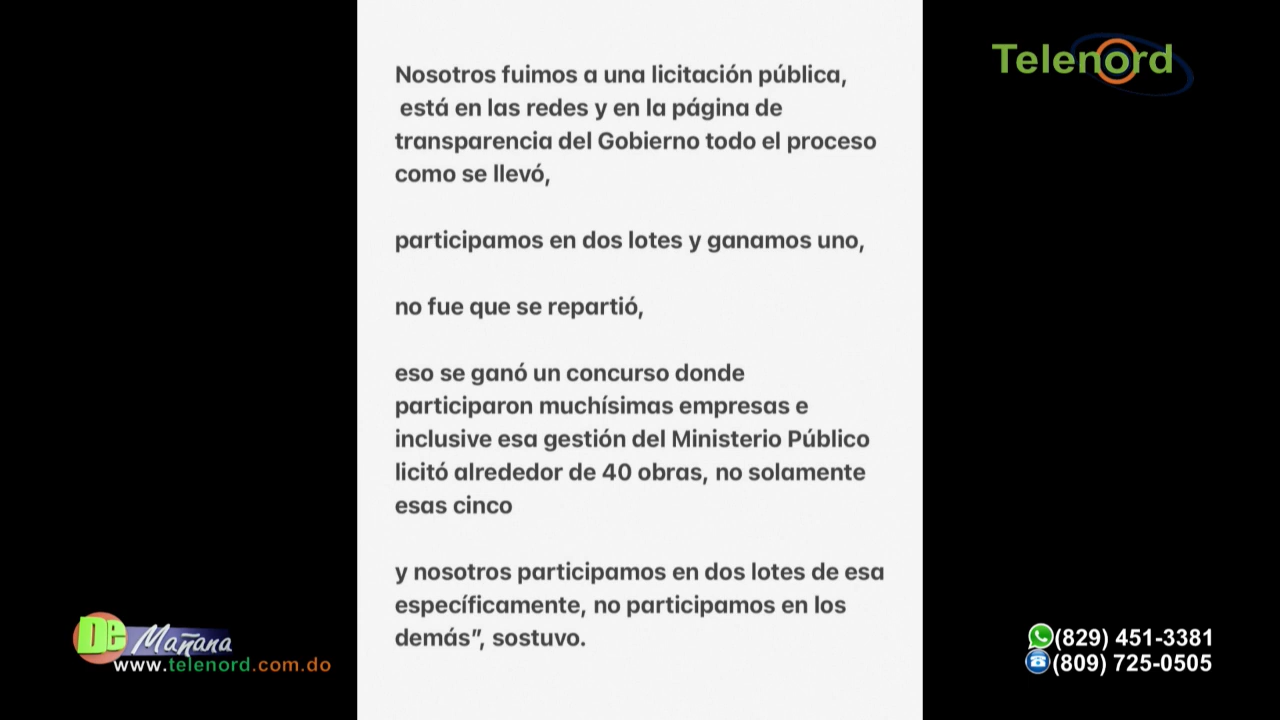 Telenord
Nosotros fuimos a una licitación pública,
está en las redes y en la página de
transparencia del Gobierno todo el proceso
como se llevó,
participamos en dos lotes y ganamos uno,
no fue que se repartió,
eso se ganó un concurso donde
participaron muchísimas empresas e
inclusive esa gestión del Ministerio Público
licitó alrededor de 40 obras, no solamente
esas cinco
y nosotros participamos en dos lotes de esa
específicamente, no participamos en los
demás”, sostuvo.
De Mañana
www.telenord.com.do
(829) 451-3381
(809) 725-0505